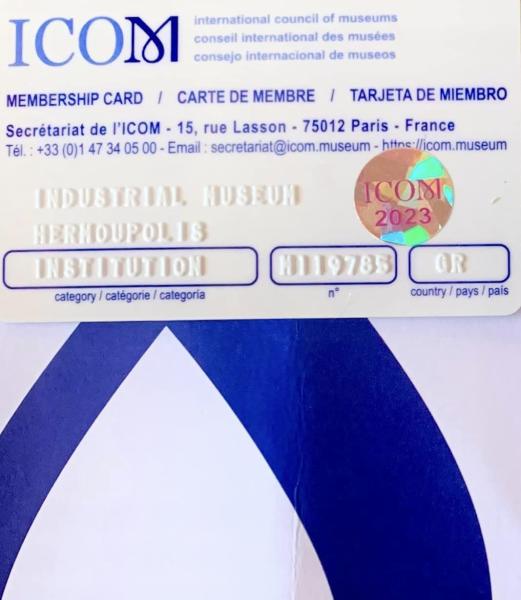 ICOM
international council of museums
conseil international des musées
consejo internacional de museos
MEMBERSHIP CARD / CARTE DE MEMBRE / TARJETA DE MIEMBRO
Secrétariat de l'ICOM - 15, rue Lasson - 75012 Paris - France
Tél. : +33 (0)1 47 34 05 00 - Email : secretariat@icom.museum - https://icom.museum
ICOM
2023
INDUSTRIAL MUSEUM
HERMOUPOLIS
INSTITUTION N119785 GR
category / catégorie / categoría n° country / pays / país